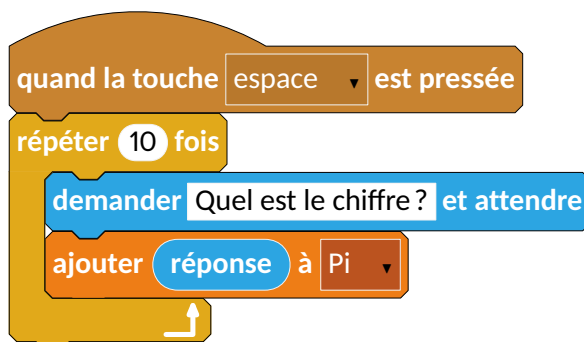 quand la touche espace est pressée
répéter 10 fois
demander Quel est le chiffre ? et attendre
ajouter réponse à Pi